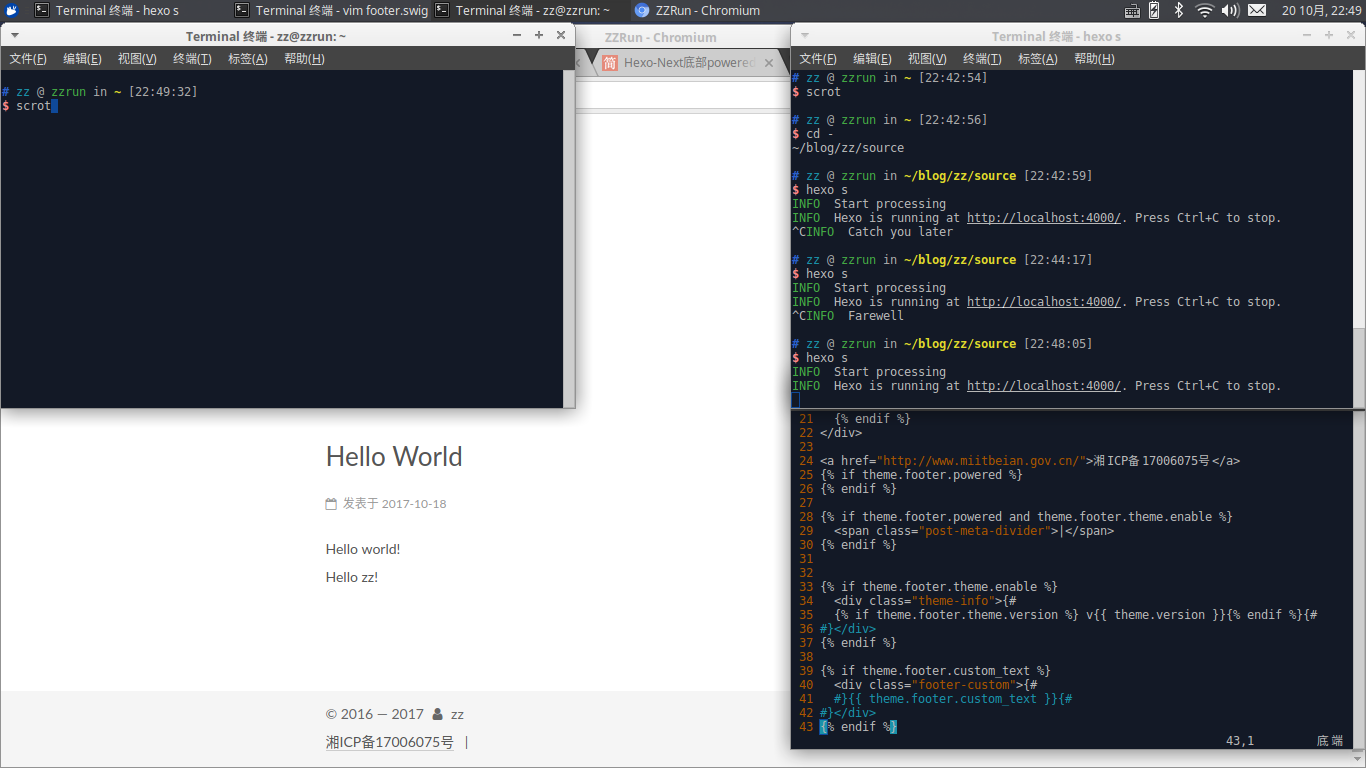 Terminal 终端 - hexo s
Terminal 终端 - vim footer.swig
Terminal 终端 - zz@zzrun: ~
ZZRun - Chromium
20 10月, 22:49
Terminal 终端 - zz@zzrun: ~
文件(F) 编辑(E) 视图(V) 终端(T) 标签(A) 帮助(H)
# zz @ zzrun in ~ [22:49:32]
$ scrot
ZZRun - Chromium
简 Hexo-Next底部powered
Terminal 终端 - hexo s
文件(F) 编辑(E) 视图(V) 终端(T) 标签(A) 帮助(H)
# zz @ zzrun in ~ [22:42:54]
$ scrot
# zz @ zzrun in ~ [22:42:56]
$ cd -
~/blog/zz/source
# zz @ zzrun in ~/blog/zz/source [22:42:59]
$ hexo s
INFO  Start processing
INFO  Hexo is running at http://localhost:4000/. Press Ctrl+C to stop.
^CINFO  Catch you later
# zz @ zzrun in ~/blog/zz/source [22:44:17]
$ hexo s
INFO  Start processing
INFO  Hexo is running at http://localhost:4000/. Press Ctrl+C to stop.
^CINFO  Farewell
# zz @ zzrun in ~/blog/zz/source [22:48:05]
$ hexo s
INFO  Start processing
INFO  Hexo is running at http://localhost:4000/. Press Ctrl+C to stop.
21   {% endif %}
22 </div>
23
24 <a href="http://www.miitbeian.gov.cn/">湘ICP备17006075号</a>
25 {% if theme.footer.powered %}
26 {% endif %}
27
28 {% if theme.footer.powered and theme.footer.theme.enable %}
29   <span class="post-meta-divider">|</span>
30 {% endif %}
31
32
33 {% if theme.footer.theme.enable %}
34   <div class="theme-info">{#
35   {% if theme.footer.theme.version %} v{{ theme.version }}{% endif %}{#
36 #}</div>
37 {% endif %}
38
39 {% if theme.footer.custom_text %}
40   <div class="footer-custom">{#
41   #}{{ theme.footer.custom_text }}{#
42 #}</div>
43 {% endif %}
43,1 底端
Hello World
发表于 2017-10-18
Hello world!
Hello zz!
© 2016 — 2017 zz
湘ICP备17006075号 |